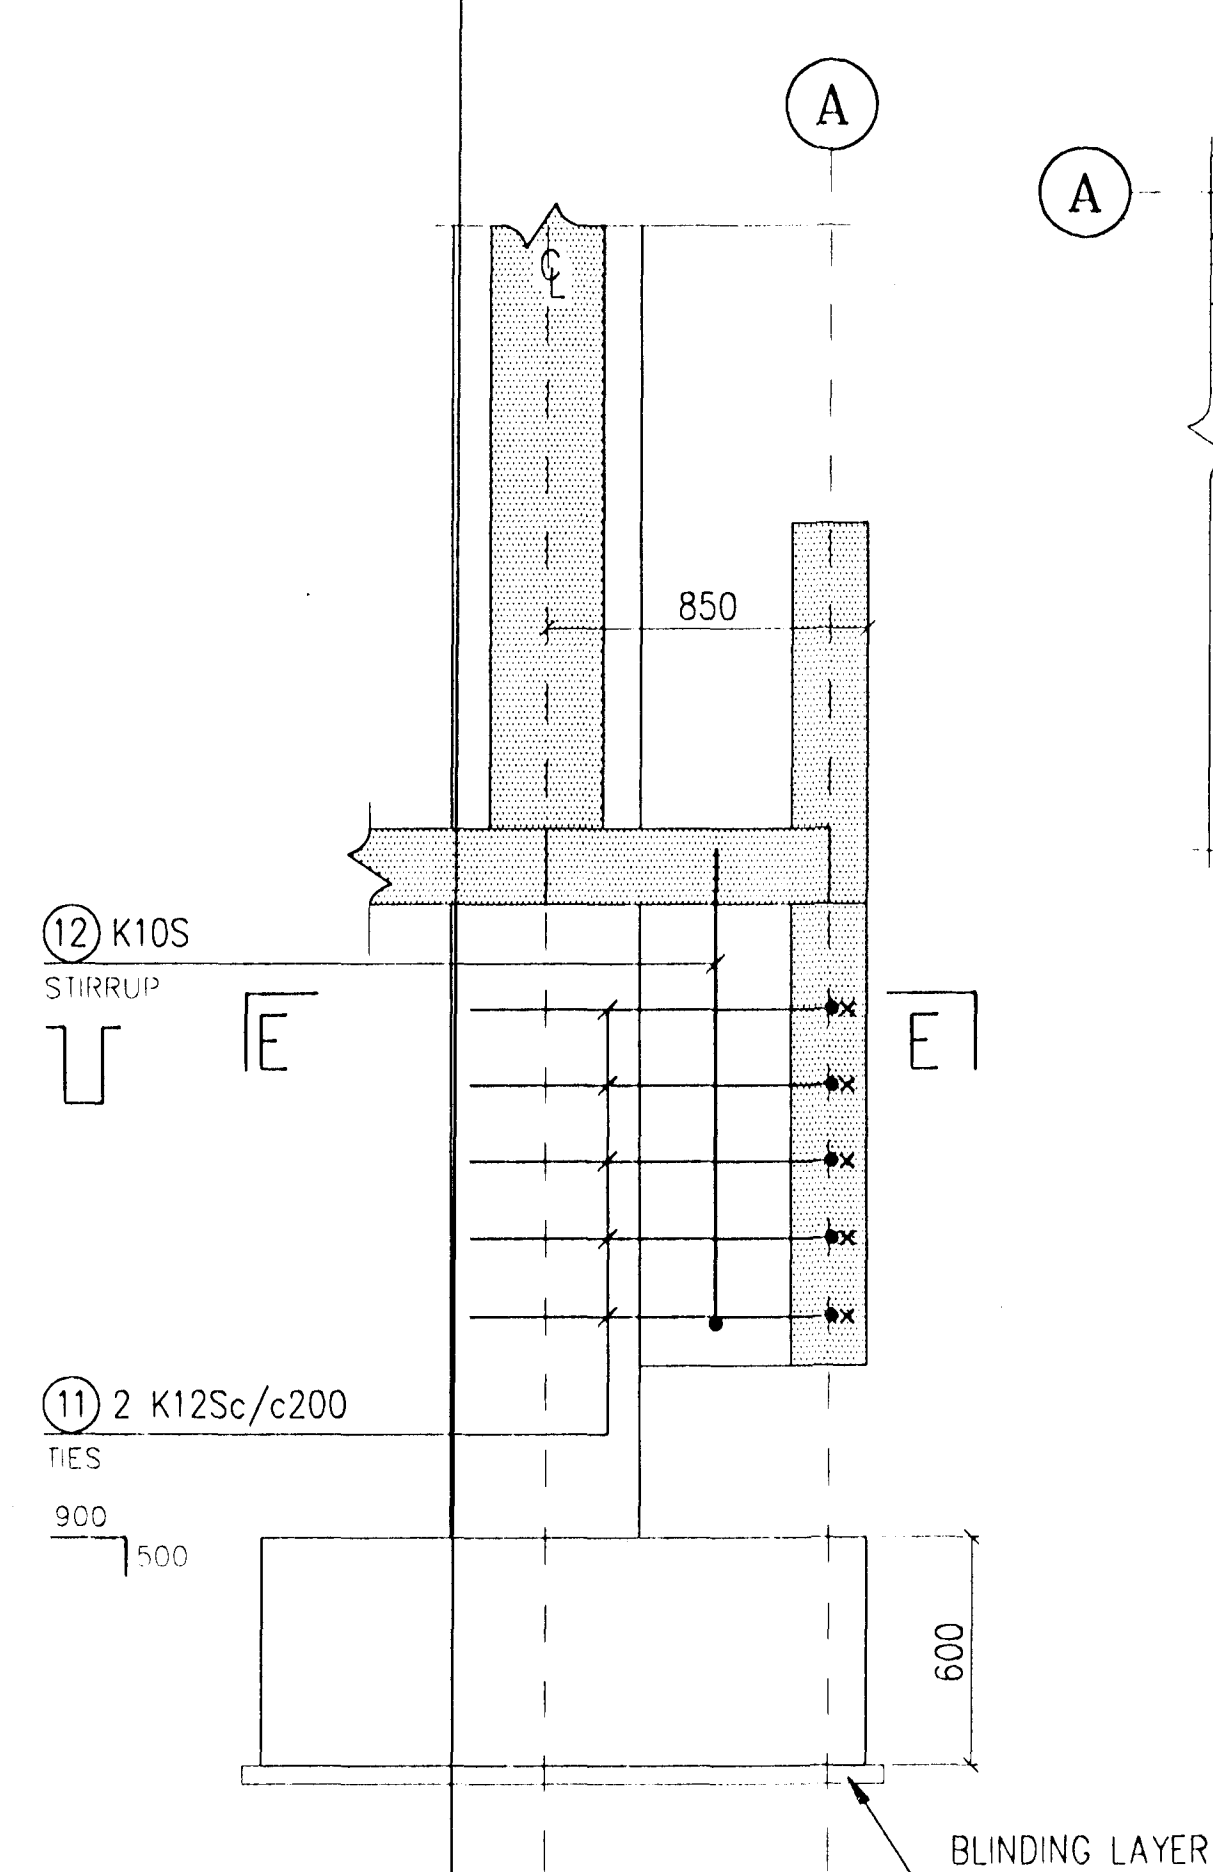 A
A
CL
850
12 K10S
STIRRUP
E
E
11 2 K12Sc/c200
TIES
900
500
600
BLINDING LAYER